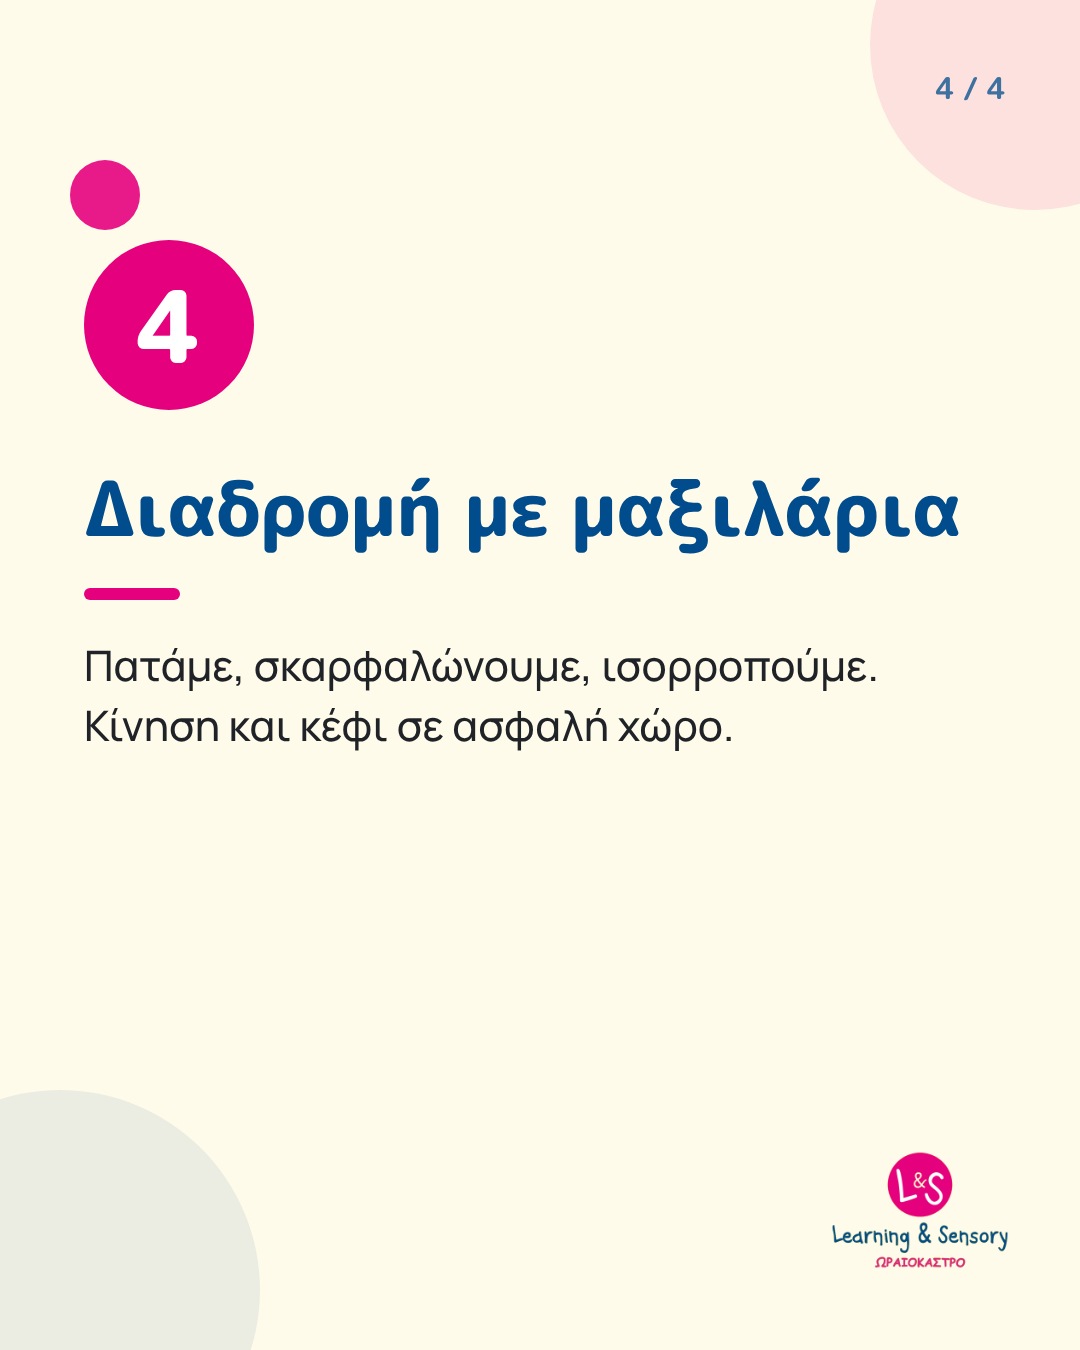 4 / 4
4
Διαδρομή με μαξιλάρια
Πατάμε, σκαρφαλώνουμε, ισορροπούμε.
Κίνηση και κέφι σε ασφαλή χώρο.
L&S
Learning & Sensory
ΩΡΑΙΟΚΑΣΤΡΟ